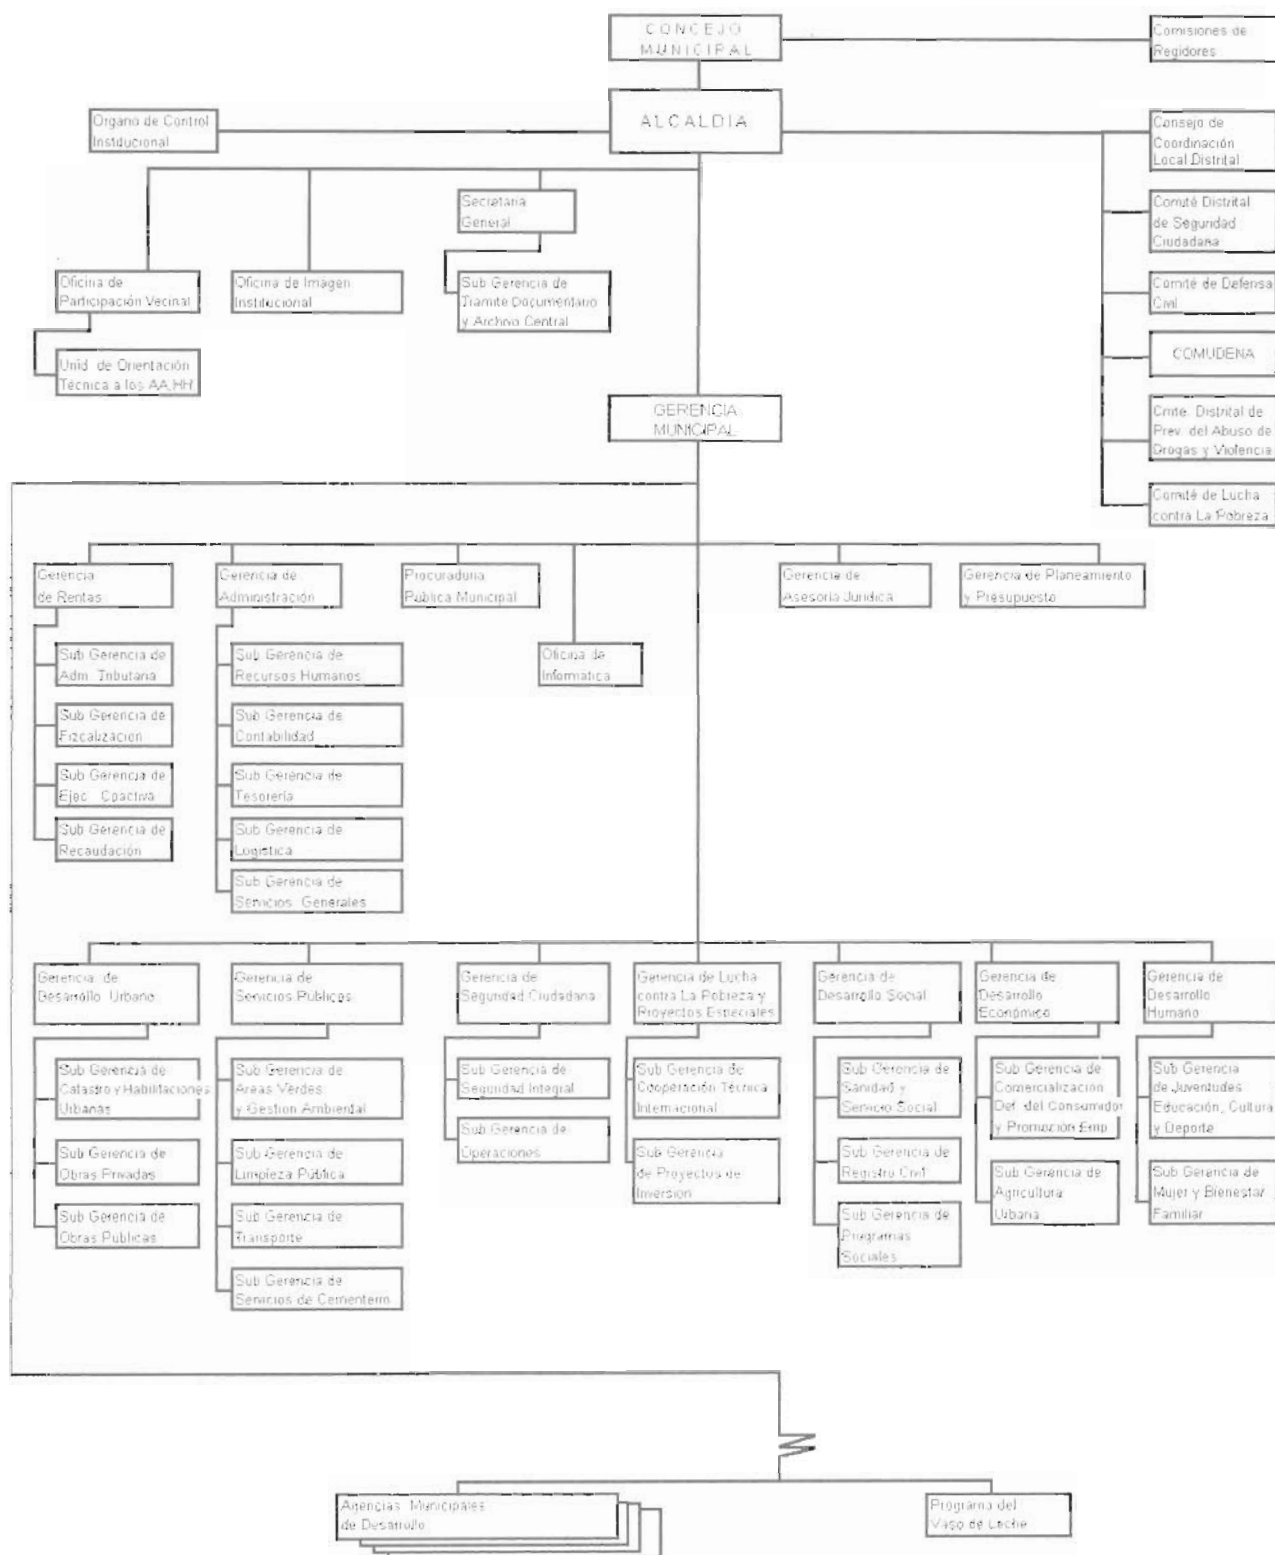 CONCEJO
MUNICIPAL
Comisiones de
Regidores
ALCALDIA
Organo de Control
Institucional
Consejo de
Coordinación
Local Distrital
Secretaria
General
Comité Distrital
de Seguridad
Ciudadana
Oficina de
Participación Vecinal
Oficina de Imagen
Institucional
Sub Gerencia de
Tramite Documentario
y Archivo Central
Comité de Defensa
Civil
Unid. de Orientación
Técnica a los AA.HH
COMUDENA
GERENCIA
MUNICIPAL
Cmte. Distrital de
Prev. del Abuso de
Drogas y Violencia
Comité de Lucha
contra La Pobreza
Gerencia
de Rentas
Gerencia de
Administración
Procuraduria
Publica Municipal
Gerencia de
Asesoría Jurídica
Gerencia de Planeamiento
y Presupuesto
Sub Gerencia de
Adm. Tributaria
Sub Gerencia de
Recursos Humanos
Oficina de
Informatica
Sub Gerencia de
Fizcalización
Sub Gerencia de
Contabilidad
Sub Gerencia de
Ejec. Coactiva
Sub Gerencia de
Tesorería
Sub Gerencia de
Recaudación
Sub Gerencia de
Logística
Sub Gerencia de
Servicios Generales
Gerencia de
Desarrollo Urbano
Gerencia de
Servicios Públicos
Gerencia de
Seguridad Ciudadana
Gerencia de Lucha
contra La Pobreza y
Proyectos Especiales
Gerencia de
Desarrollo Social
Gerencia de
Desarrollo
Económico
Gerencia de
Desarrollo
Humano
Sub Gerencia de
Catastro y Habilitaciones
Urbanas
Sub Gerencia de
Areas Verdes
y Gestion Ambiental
Sub Gerencia de
Seguridad Integral
Sub Gerencia de
Cooperación Técnica
Internacional
Sub Gerencia de
Sanidad y
Servicio Social
Sub Gerencia de
Comercialización
Def. del Consumidor
y Promoción Emp.
Sub Gerencia
de Juventudes
Educación, Cultura
y Deporte
Sub Gerencia de
Obras Privadas
Sub Gerencia de
Limpieza Pública
Sub Gerencia de
Operaciones
Sub Gerencia
de Proyectos de
Inversion
Sub Gerencia de
Registro Civil
Sub Gerencia de
Agricultura
Urbana
Sub Gerencia de
Mujer y Bienestar
Familiar
Sub Gerencia de
Obras Publicas
Sub Gerencia de
Transporte
Sub Gerencia de
Programas
Sociales
Sub Gerencia de
Servicios de Cementerio
Agencias Municipales
de Desarrollo
Programa del
Vaso de Leche